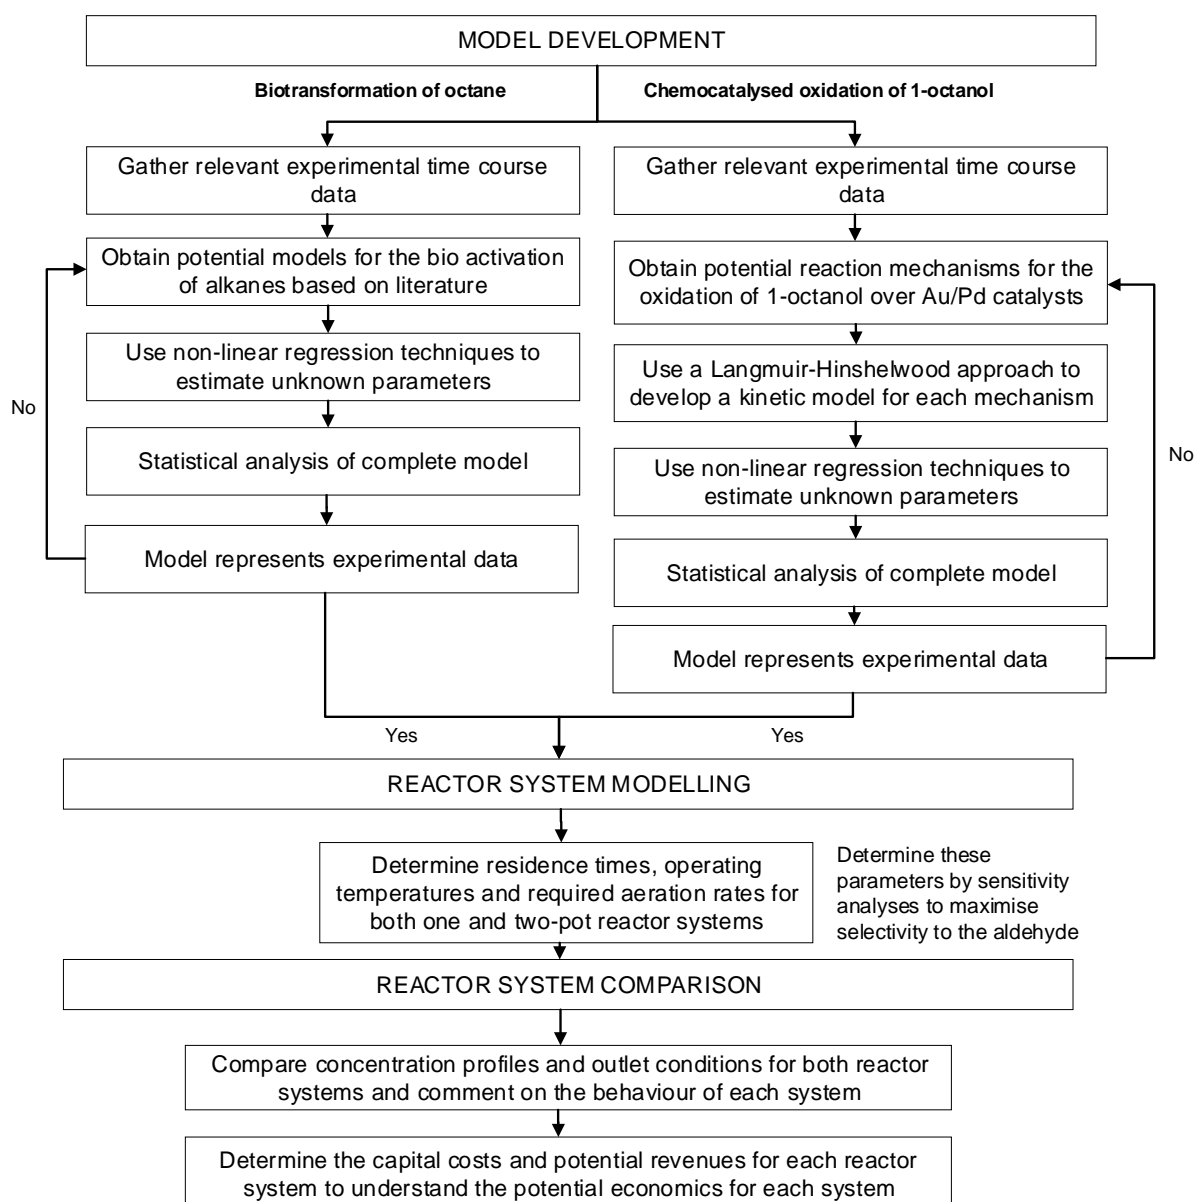 MODEL DEVELOPMENT
Biotransformation of octane
Chemocatalysed oxidation of 1-octanol
Gather relevant experimental time course
data
Obtain potential models for the bio activation
of alkanes based on literature
Use non-linear regression techniques to
estimate unknown parameters
No
Statistical analysis of complete model
Model represents experimental data
Gather relevant experimental time course
data
Obtain potential reaction mechanisms for the
oxidation of 1-octanol over Au/Pd catalysts
Use a Langmuir-Hinshelwood approach to
develop a kinetic model for each mechanism
No
Use non-linear regression techniques to
estimate unknown parameters
Statistical analysis of complete model
Model represents experimental data
Yes
Yes
REACTOR SYSTEM MODELLING
Determine residence times, operating
temperatures and required aeration rates for
both one and two-pot reactor systems
Determine these
parameters by sensitivity
analyses to maximise
selectivity to the aldehyde
REACTOR SYSTEM COMPARISON
Compare concentration profiles and outlet conditions for both reactor
systems and comment on the behaviour of each system
Determine the capital costs and potential revenues for each reactor
system to understand the potential economics for each system